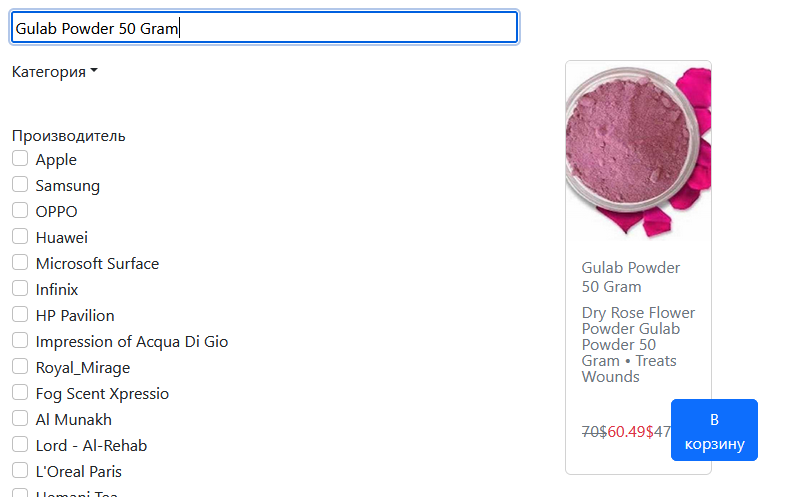 Gulab Powder 50 Gram
Категория
Производитель
Apple
Samsung
OPPO
Huawei
Microsoft Surface
Infinix
HP Pavilion
Impression of Acqua Di Gio
Royal_Mirage
Fog Scent Xpressio
Al Munakh
Lord - Al-Rehab
L'Oreal Paris
Hemani Tea
Gulab Powder
50 Gram
Dry Rose Flower
Powder Gulab
Powder 50
Gram • Treats
Wounds
70$60.49$47
В
корзину